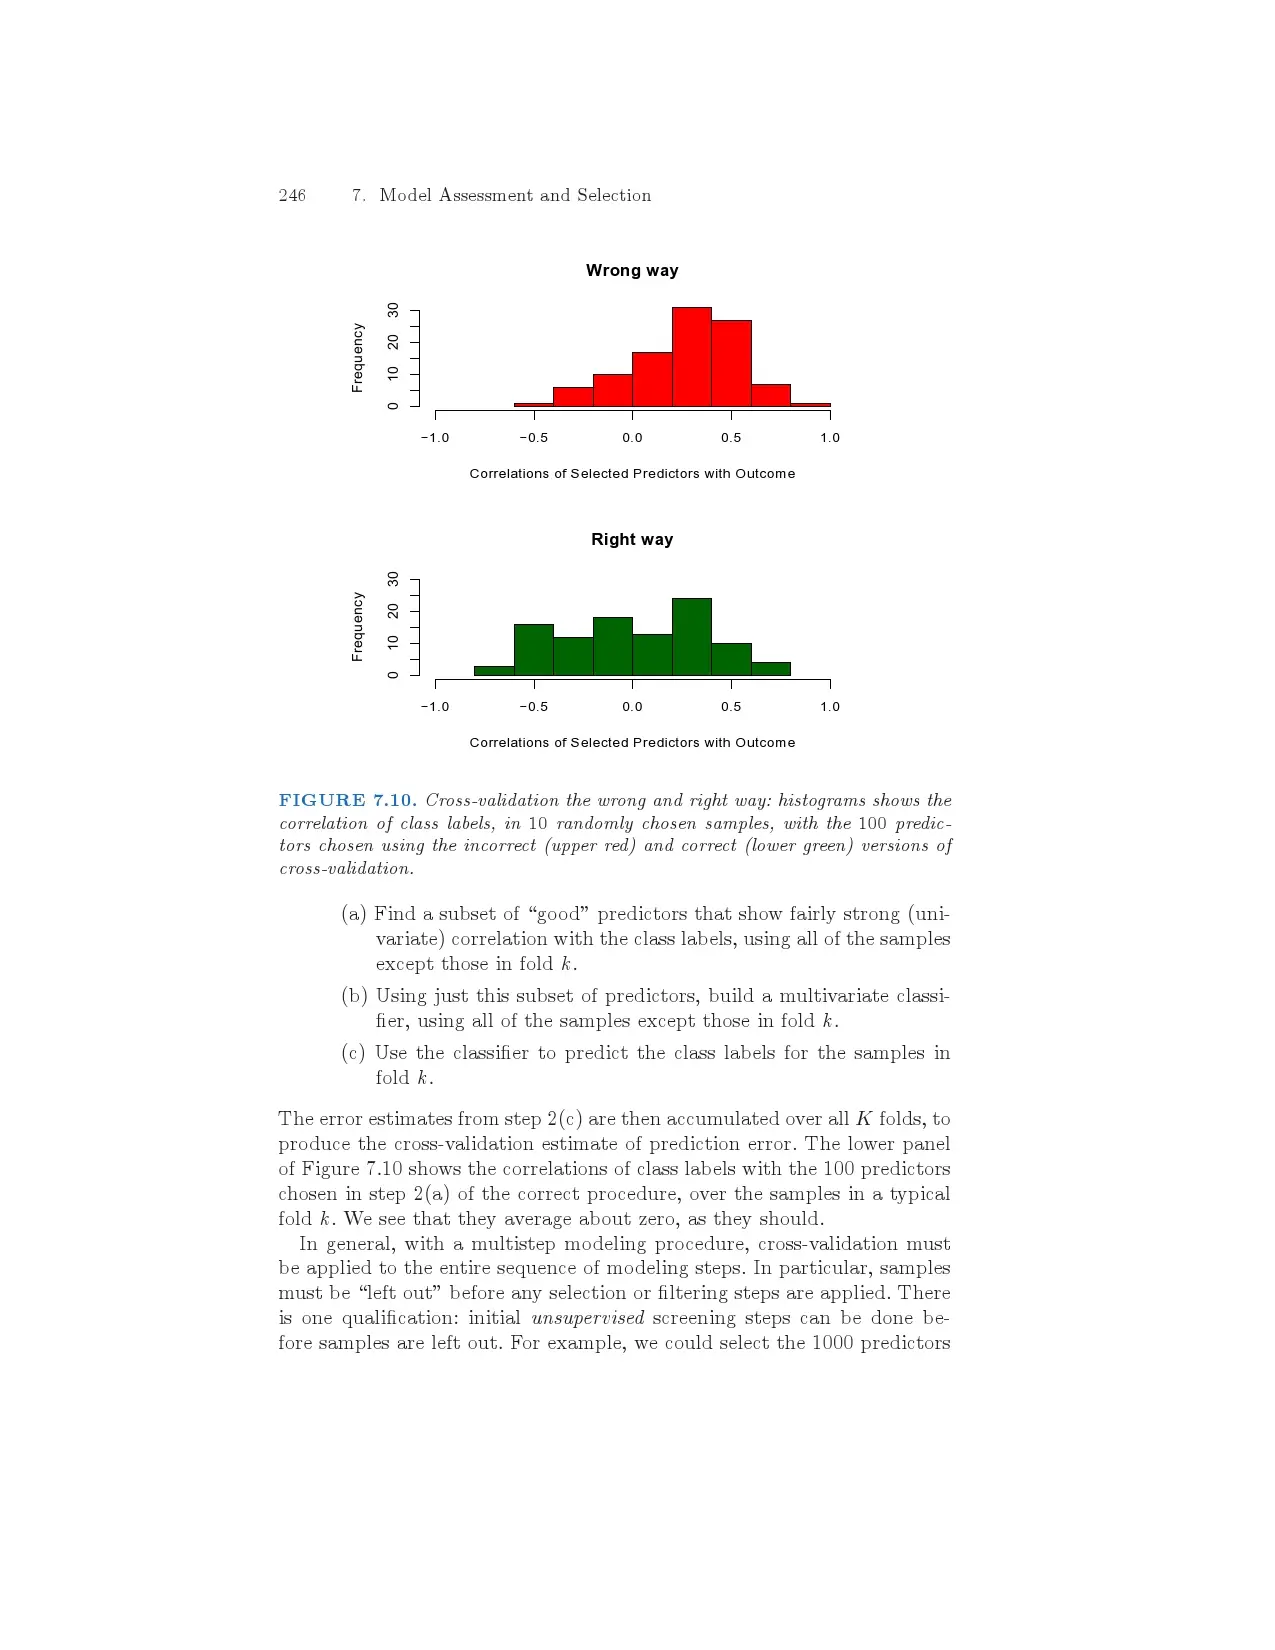 246 7. Model Assessment and Selection
Wrong way
Frequency
0 10 20 30
−1.0 −0.5 0.0 0.5 1.0
Correlations of Selected Predictors with Outcome
Right way
Frequency
0 10 20 30
−1.0 −0.5 0.0 0.5 1.0
Correlations of Selected Predictors with Outcome
FIGURE 7.10. Cross-validation the wrong and right way: histograms shows the
correlation of class labels, in 10 randomly chosen samples, with the 100 predic-
tors chosen using the incorrect (upper red) and correct (lower green) versions of
cross-validation.
(a) Find a subset of “good” predictors that show fairly strong (uni-
variate) correlation with the class labels, using all of the samples
except those in fold k.
(b) Using just this subset of predictors, build a multivariate classi-
fier, using all of the samples except those in fold k.
(c) Use the classifier to predict the class labels for the samples in
fold k.
The error estimates from step 2(c) are then accumulated over all K folds, to
produce the cross-validation estimate of prediction error. The lower panel
of Figure 7.10 shows the correlations of class labels with the 100 predictors
chosen in step 2(a) of the correct procedure, over the samples in a typical
fold k. We see that they average about zero, as they should.
In general, with a multistep modeling procedure, cross-validation must
be applied to the entire sequence of modeling steps. In particular, samples
must be “left out” before any selection or filtering steps are applied. There
is one qualification: initial unsupervised screening steps can be done be-
fore samples are left out. For example, we could select the 1000 predictors